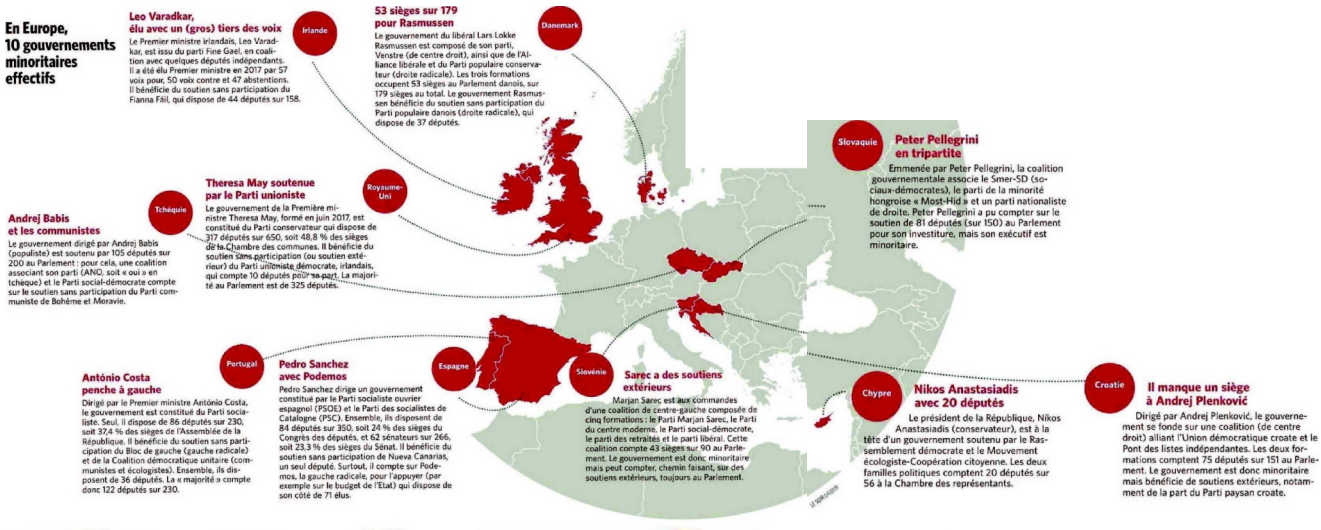 En Europe,
10 gouvernements
minoritaires
effectifs
Leo Varadkar,
élu avec un (gros) tiers des voix
Le Premier ministre irlandais, Leo Varad-
kar, est issu du parti Fine Gael, en coali-
tion avec quelques députés indépendants.
Il a été élu Premier ministre en 2017 par 57
voix pour, 50 voix contre et 47 abstentions.
Il bénéficie du soutien sans participation du
Fianna Fáil, qui dispose de 44 députés sur 158.
Irlande
53 sièges sur 179
pour Rasmussen
Le gouvernement du libéral Lars Lokke
Rasmussen est composé de son parti,
Venstre (de centre droit), ainsi que de l'Al-
liance libérale et du Parti populaire conserva-
teur (droite radicale). Les trois formations
occupent 53 sièges au Parlement danois, sur
179 sièges au total. Le gouvernement Rasmus-
sen bénéficie du soutien sans participation du
Parti populaire danois (droite radicale), qui
dispose de 37 députés.
Danemark
Slovaquie
Peter Pellegrini
en tripartite
Emmenée par Peter Pellegrini, la coalition
gouvernementale associe le Smer-SD (so-
ciaux-démocrates), le parti de la minorité
hongroise « Most-Hid » et un parti nationaliste
de droite. Peter Pellegrini a pu compter sur le
soutien de 81 députés (sur 150) au Parlement
pour son investiture, mais son exécutif est
minoritaire.
Theresa May soutenue
par le Parti unioniste
Le gouvernement de la Première mi-
nistre Theresa May, formé en juin 2017, est
constitué du Parti conservateur qui dispose de
317 députés sur 650, soit 48,8 % des sièges
de la Chambre des communes. Il bénéficie du
soutien sans participation (ou soutien exté-
rieur) du Parti unioniste démocrate, irlandais,
qui compte 10 députés pour sa part. La majori-
té au Parlement est de 325 députés.
Royaume-
Uni
Tchéquie
Andrej Babis
et les communistes
Le gouvernement dirigé par Andrej Babis
(populiste) est soutenu par 105 députés sur
200 au Parlement : pour cela, une coalition
associant son parti (ANO, soit « oui » en
tchèque) et le Parti social-démocrate compte
sur le soutien sans participation du Parti com-
muniste de Bohême et Moravie.
António Costa
penche à gauche
Dirigé par le Premier ministre António Costa,
le gouvernement est constitué du Parti socia-
liste. Seul, il dispose de 86 députés sur 230,
soit 37,4 % des sièges de l'Assemblée de la
République. Il bénéficie du soutien sans parti-
cipation du Bloc de gauche (gauche radicale)
et de la Coalition démocratique unitaire (com-
munistes et écologistes). Ensemble, ils dis-
posent de 36 députés. La « majorité » compte
donc 122 députés sur 230.
Portugal
Pedro Sanchez
avec Podemos
Pedro Sanchez dirige un gouvernement
constitué par le Parti socialiste ouvrier
espagnol (PSOE) et le Parti des socialistes de
Catalogne (PSC). Ensemble, ils disposent de
84 députés sur 350, soit 24 % des sièges du
Congrès des députés, et 62 sénateurs sur 266,
soit 23,3 % des sièges du Sénat. Il bénéficie du
soutien sans participation de Nueva Canarias,
un seul député. Surtout, il compte sur Pode-
mos, la gauche radicale, pour l'appuyer (par
exemple sur le budget de l'Etat) qui dispose de
son côté de 71 élus.
Espagne
Slovénie
Sarec a des soutiens
extérieurs
Marjan Sarec est aux commandes
d'une coalition de centre-gauche composée de
cinq formations : le Parti Marjan Sarec, le Parti
du centre moderne, le Parti social-démocrate,
le parti des retraités et le parti libéral. Cette
coalition compte 43 sièges sur 90 au Parle-
ment. Le gouvernement est donc minoritaire
mais peut compter, chemin faisant, sur des
soutiens extérieurs, toujours au Parlement.
Chypre
Nikos Anastasiadis
avec 20 députés
Le président de la République, Nikos
Anastasiadis (conservateur), est à la
tête d'un gouvernement soutenu par le Ras-
semblement démocrate et le Mouvement
écologiste-Coopération citoyenne. Les deux
familles politiques comptent 20 députés sur
56 à la Chambre des représentants.
Croatie
Il manque un siège
à Andrej Plenković
Dirigé par Andrej Plenković, le gouverne-
ment se fonde sur une coalition (de centre
droit) alliant l'Union démocratique croate et le
Pont des listes indépendantes. Les deux for-
mations comptent 75 députés sur 151 au Parle-
ment. Le gouvernement est donc minoritaire
mais bénéficie de soutiens extérieurs, notam-
ment de la part du Parti paysan croate.